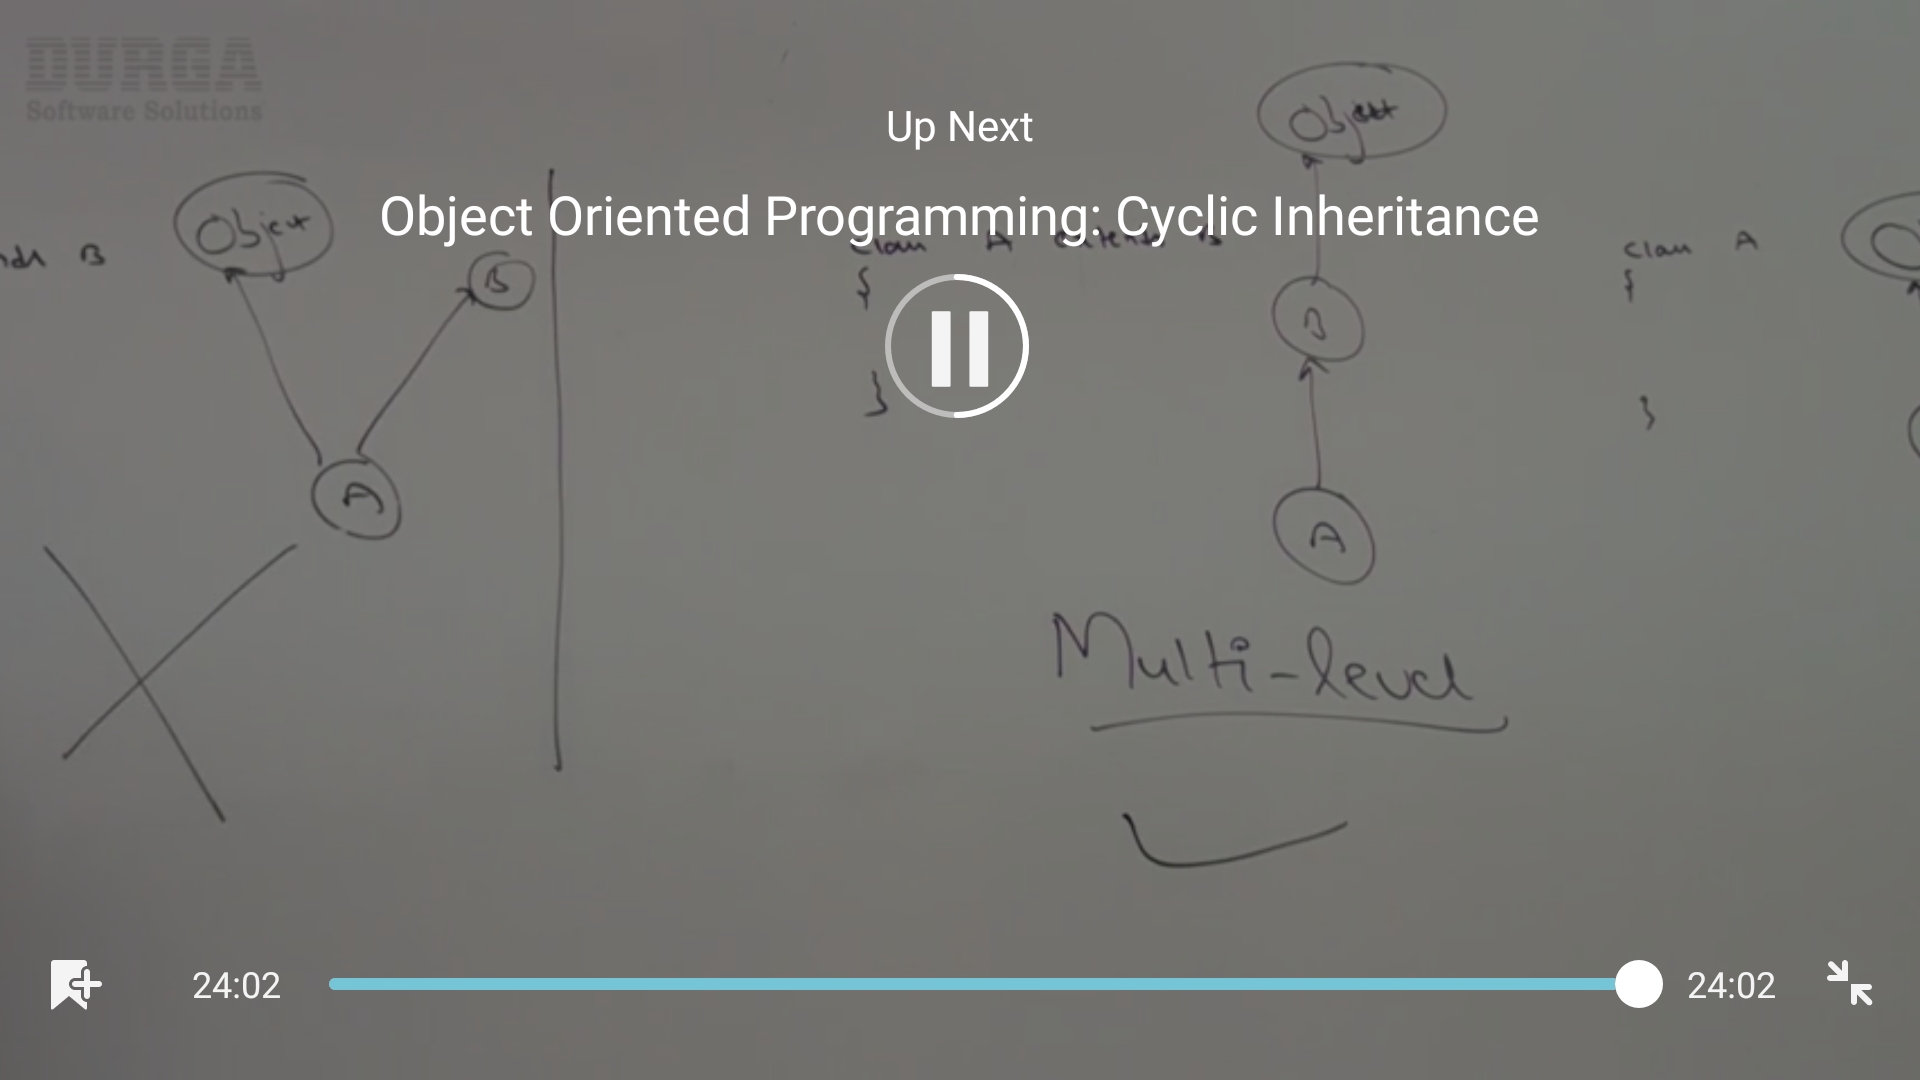 DURGA
Software Solutions
Up Next
Object Oriented Programming: Cyclic Inheritance
Object
Object
B
B
class A extends B
{
}
class A
{
}
B
A
A
Multi-level
24:02
24:02